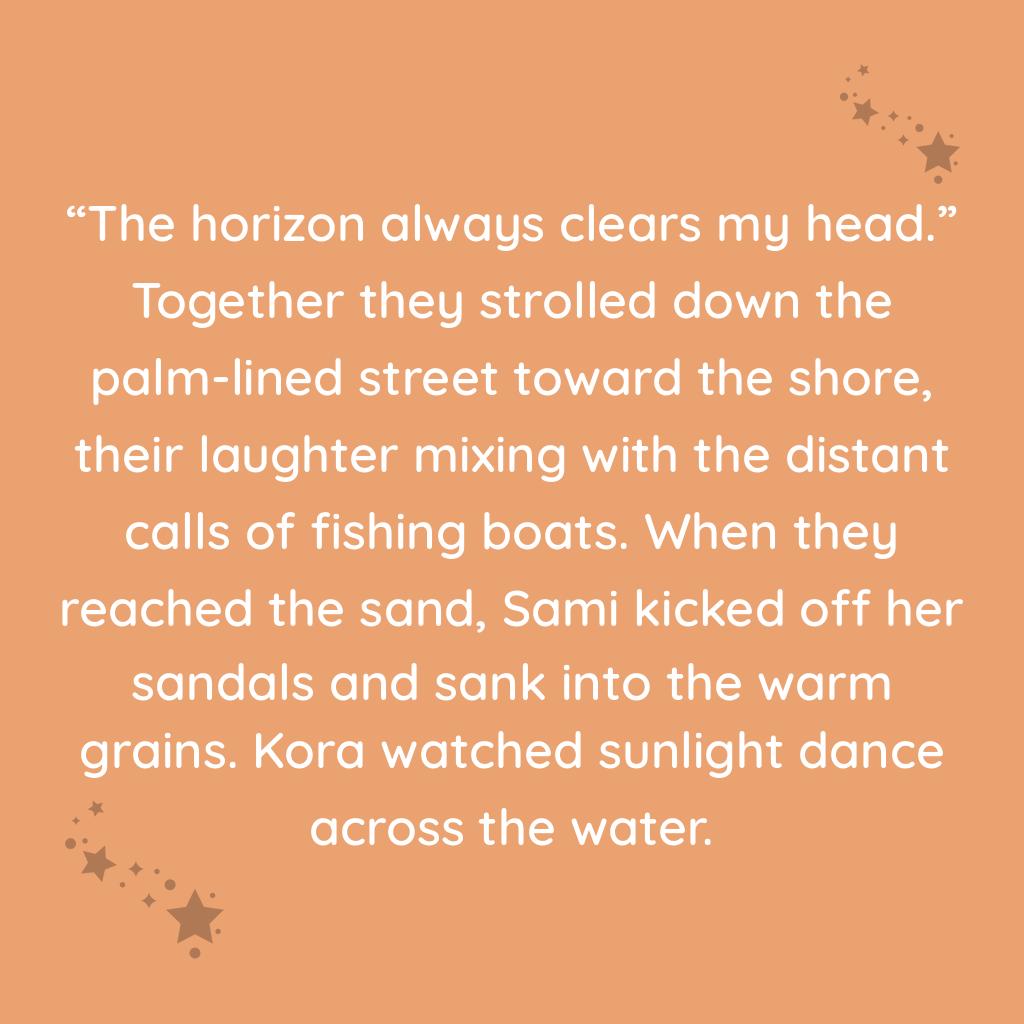 “The horizon always clears my head.”
Together they strolled down the
palm-lined street toward the shore,
their laughter mixing with the distant
calls of fishing boats. When they
reached the sand, Sami kicked off her
sandals and sank into the warm
grains. Kora watched sunlight dance
across the water.